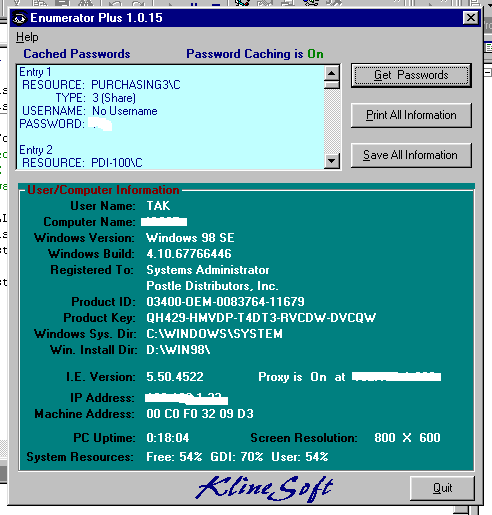 Enumerator Plus 1.0.15
Help
Cached Passwords Password Caching is On
Entry 1
RESOURCE: PURCHASING3\C
TYPE: 3 (Share)
USERNAME: No Username
PASSWORD:
Entry 2
RESOURCE: PDI-100\C
Get Passwords
Print All Information
Save All Information
User/Computer Information
User Name: TAK
Computer Name:
Windows Version: Windows 98 SE
Windows Build: 4.10.67766446
Registered To: Systems Administrator
Postle Distributors, Inc.
Product ID: 03400-OEM-0083764-11679
Product Key: QH429-HMVDP-T4DT3-RVCDW-DVCQW
Windows Sys. Dir: C:\WINDOWS\SYSTEM
Win. Install Dir: D:\WIN98\
I.E. Version: 5.50.4522 Proxy is On at
IP Address:
Machine Address: 00 C0 F0 32 09 D3
PC Uptime: 0:18:04 Screen Resolution: 800 X 600
System Resources: Free: 54% GDI: 70% User: 54%
KlineSoft
Quit